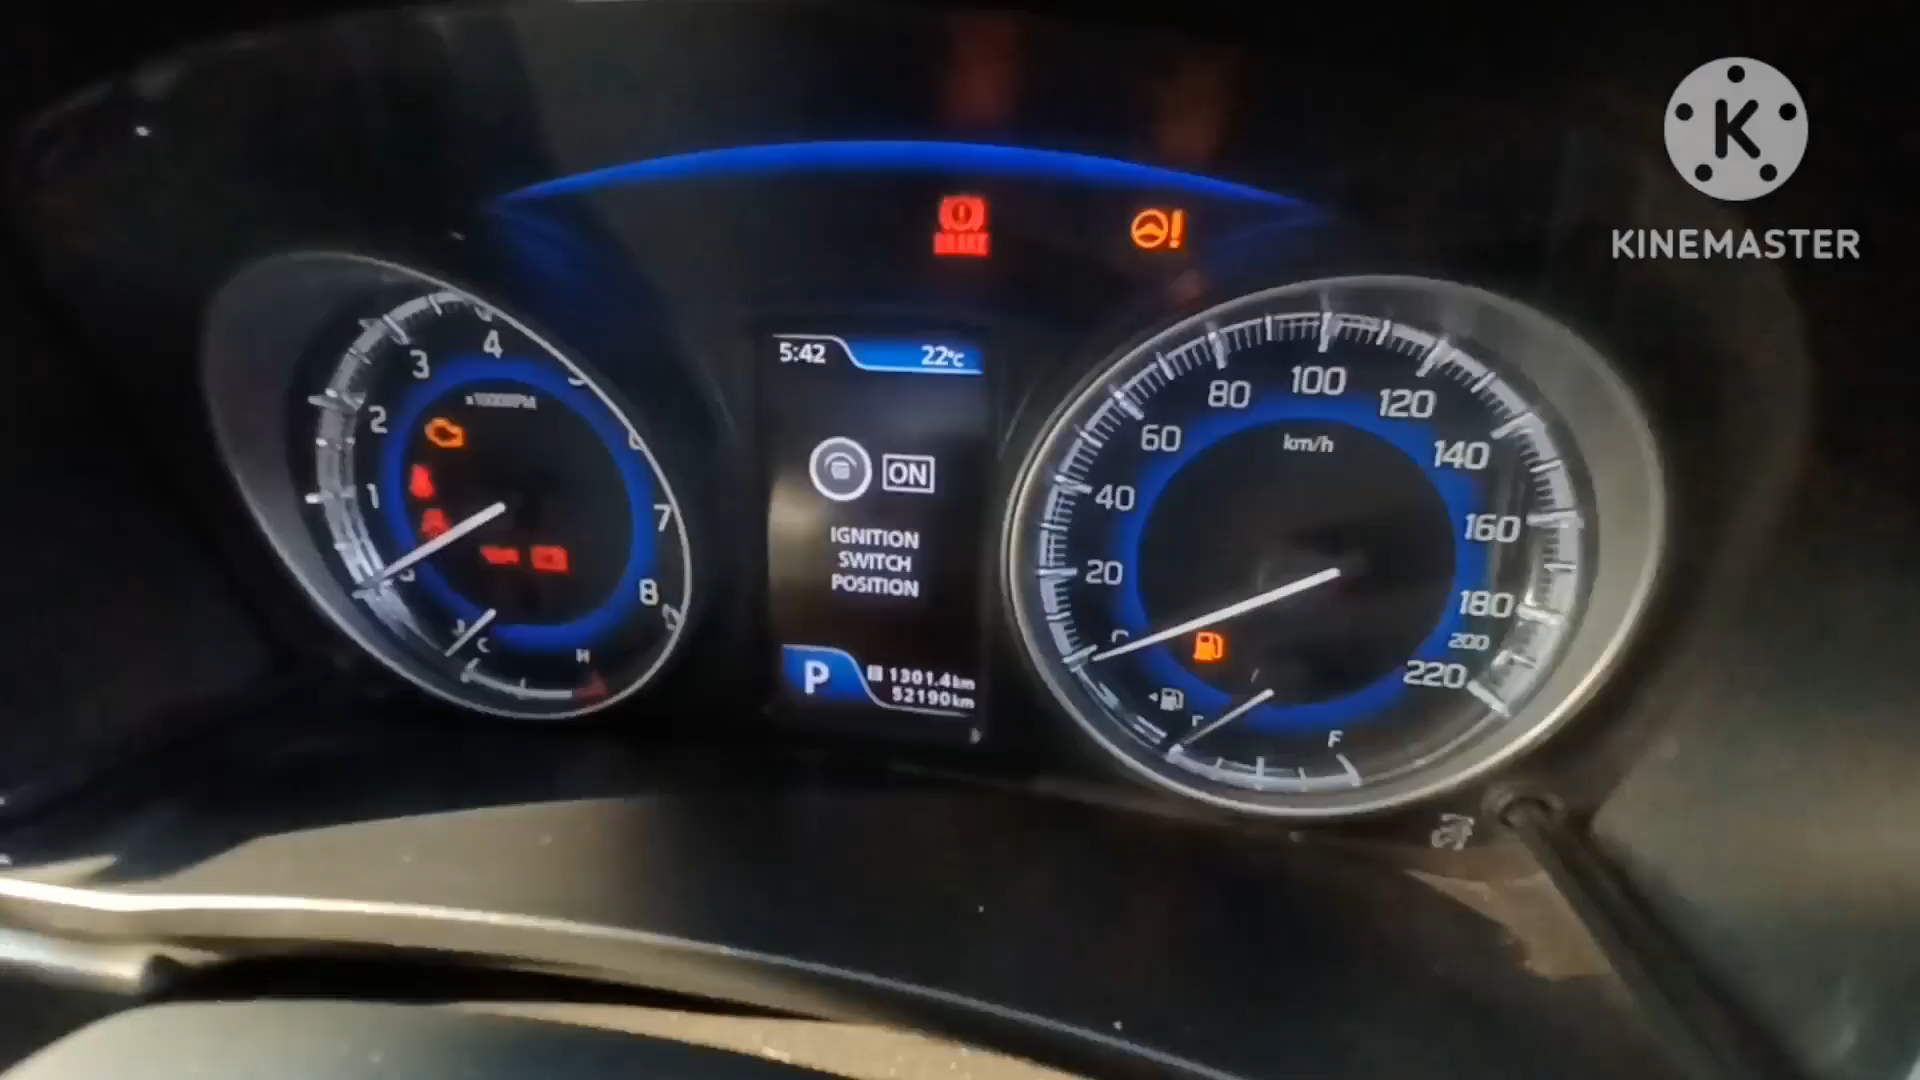 K
KINEMASTER
BRAKE
5:42 22°C
ON
IGNITION
SWITCH
POSITION
P
1301.4km
52190km
1
2
3
4
7
8
x1000RPM
C
H
20
40
60
80
100
120
140
160
180
200
220
km/h
F